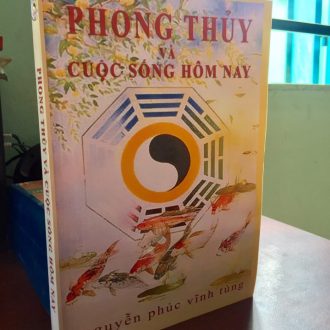 PHONG THỦY
VÀ
CUỘC SỐNG HÔM NAY
nguyễn phúc vĩnh tùng
PHONG THỦY VÀ CUỘC SỐNG HÔM NAY